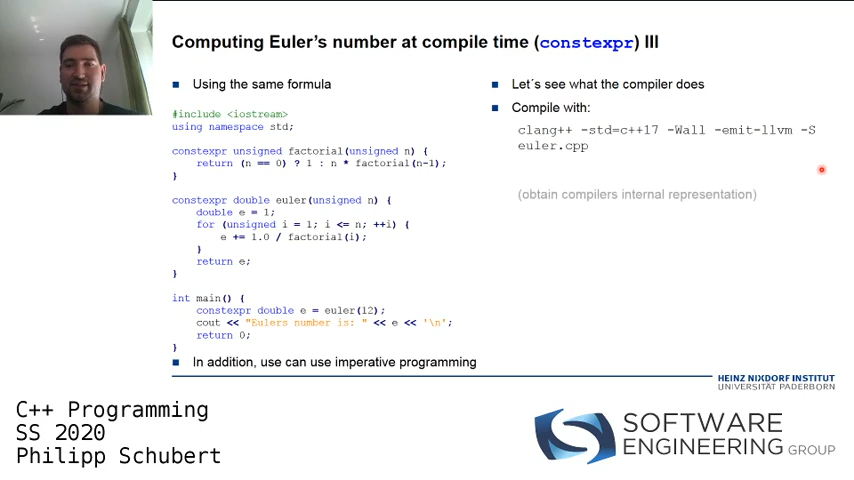 Computing Euler's number at compile time (constexpr) III
Using the same formula
#include <iostream>
using namespace std;
constexpr unsigned factorial(unsigned n) {
return (n == 0) ? 1 : n * factorial(n-1);
}
constexpr double euler(unsigned n) {
double e = 1;
for (unsigned i = 1; i <= n; ++i) {
e += 1.0 / factorial(i);
}
return e;
}
int main() {
constexpr double e = euler(12);
cout << "Eulers number is: " << e << '\n';
return 0;
}
In addition, use can use imperative programming
Let´s see what the compiler does
Compile with:
clang++ -std=c++17 -Wall -emit-llvm -S
euler.cpp
(obtain compilers internal representation)
HEINZ NIXDORF INSTITUT
UNIVERSITÄT PADERBORN
C++ Programming
SS 2020
Philipp Schubert
SOFTWARE
ENGINEERING GROUP